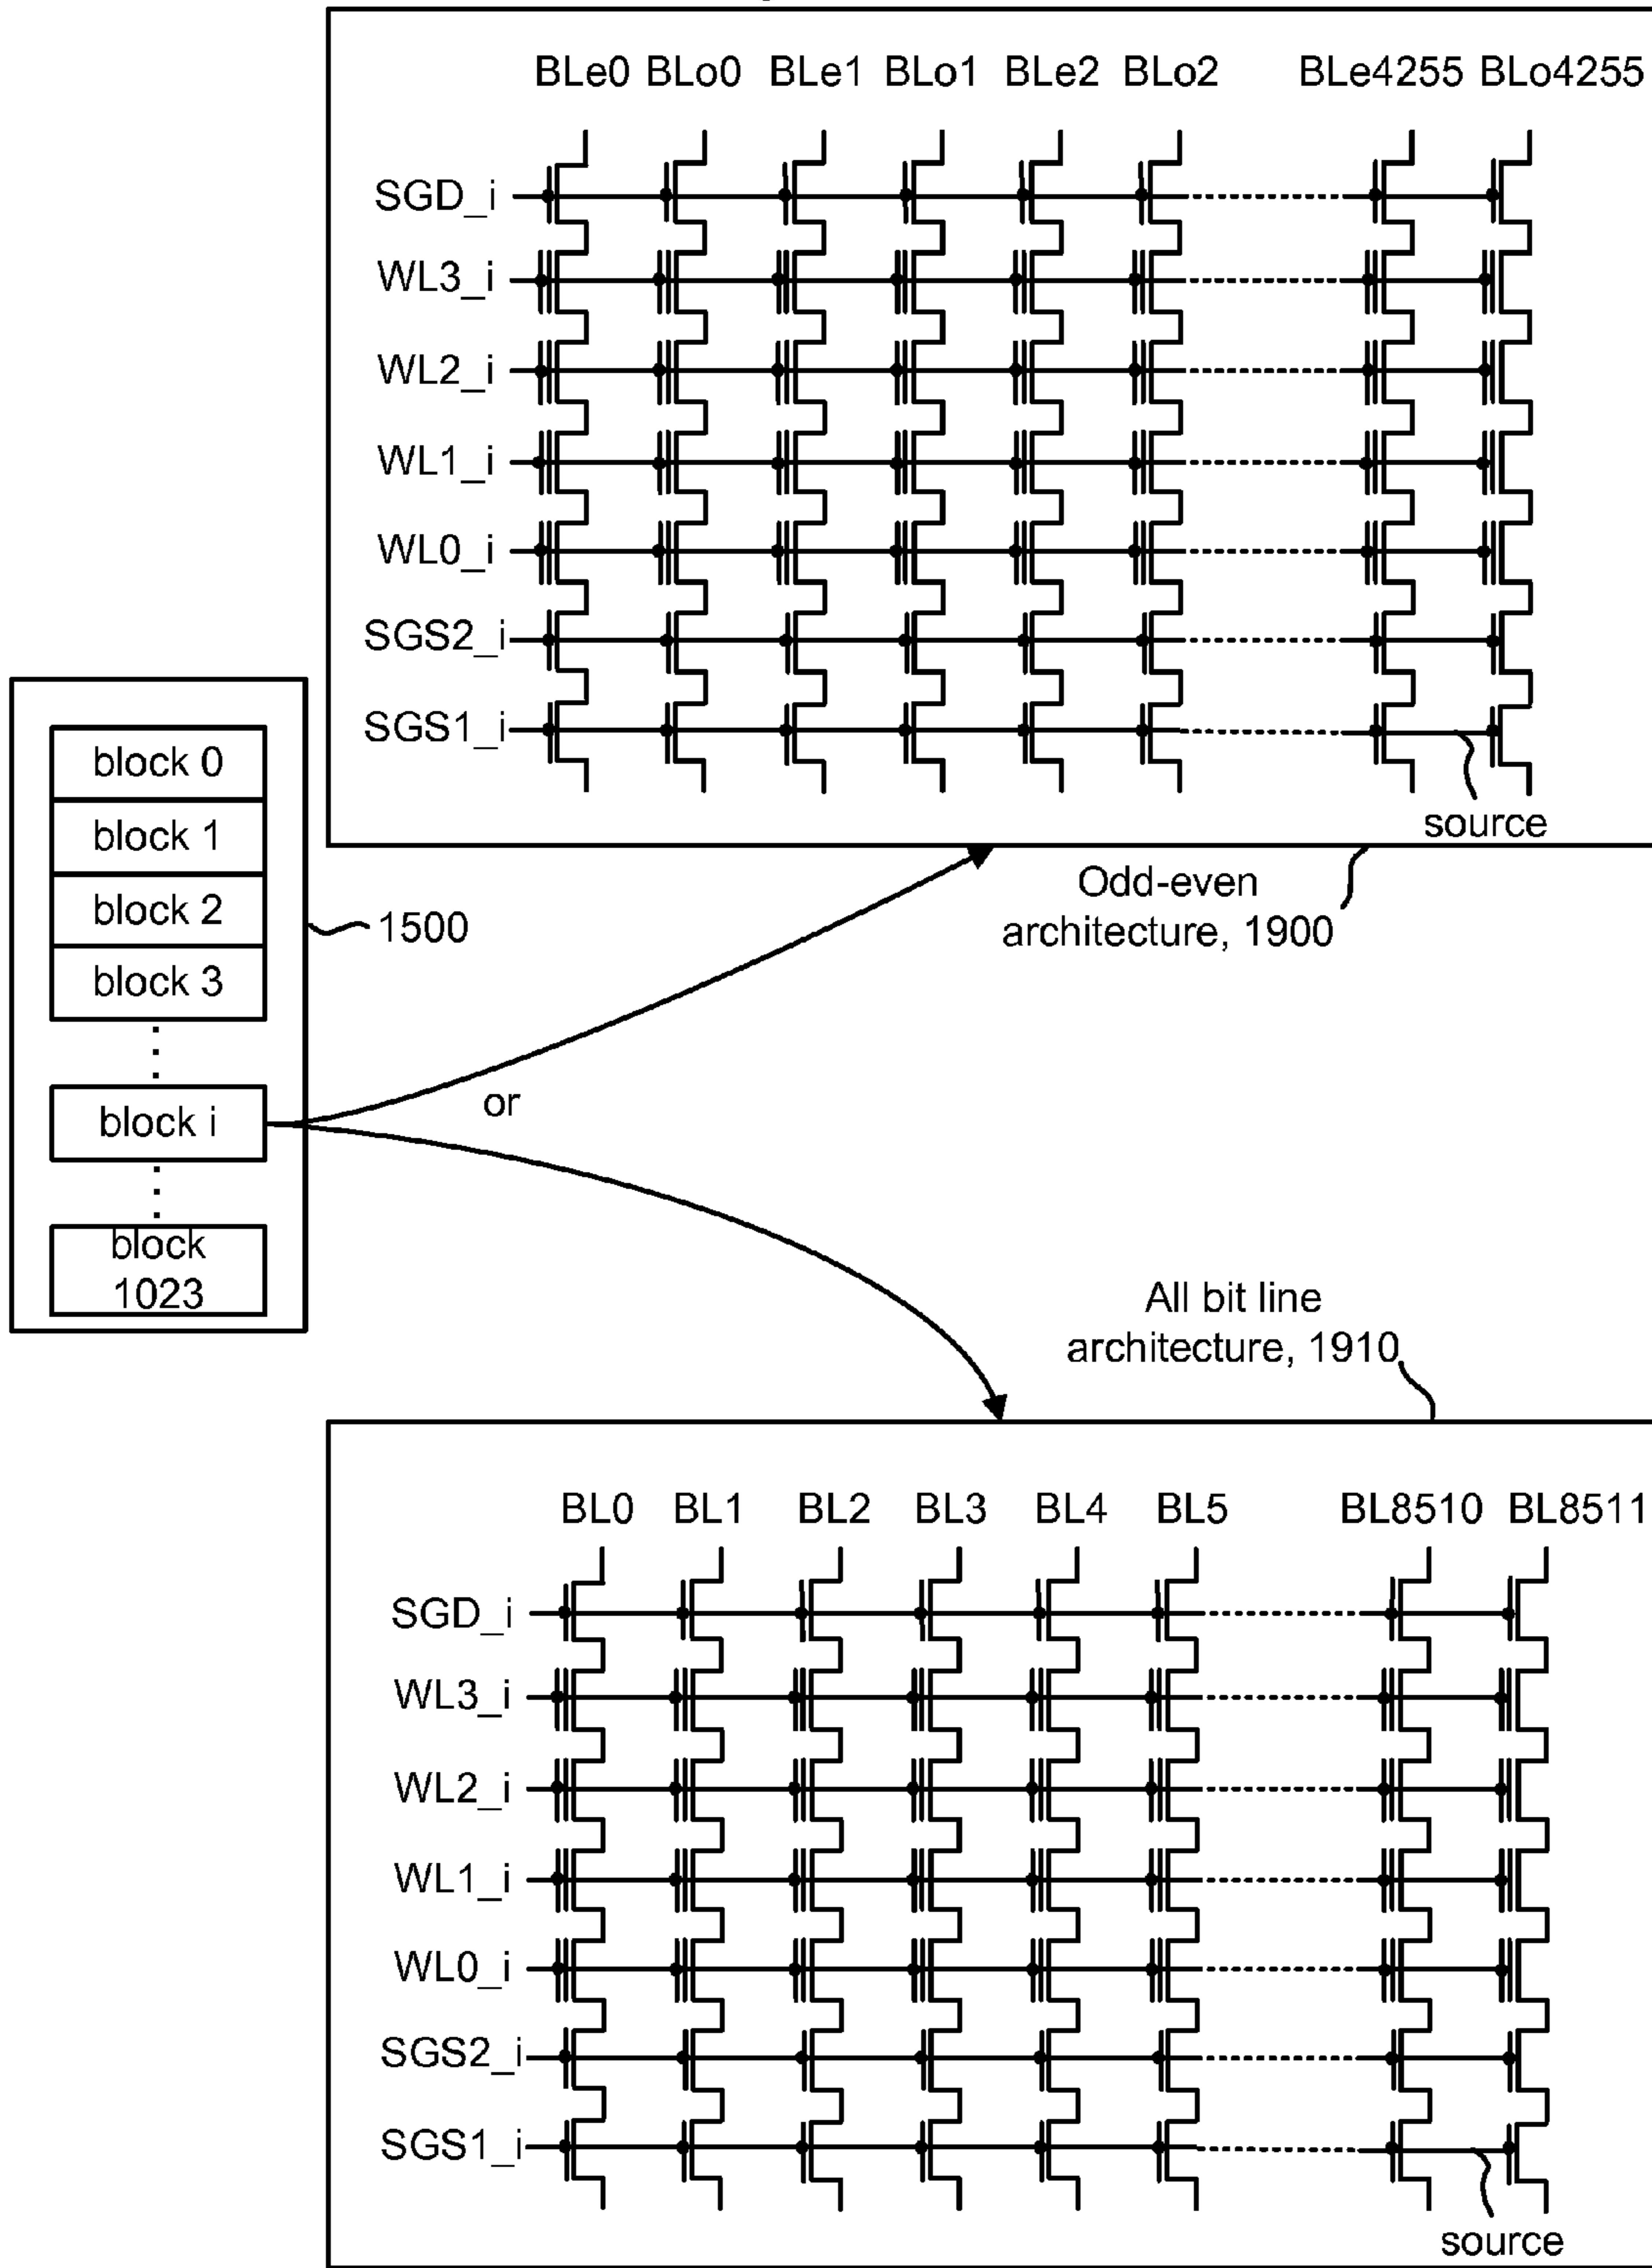 BLe0 BLo0 BLe1 BLo1 BLe2 BLo2 BLe4255 BLo4255
SGD_i
WL3_i
WL2_i
WL1_i
WL0_i
SGS2_i
SGS1_i
source
Odd-even
architecture, 1900
block 0
block 1
block 2
block 3
block i
block
1023
1500
or
All bit line
architecture, 1910
BL0 BL1 BL2 BL3 BL4 BL5 BL8510 BL8511
SGD_i
WL3_i
WL2_i
WL1_i
WL0_i
SGS2_i
SGS1_i
source